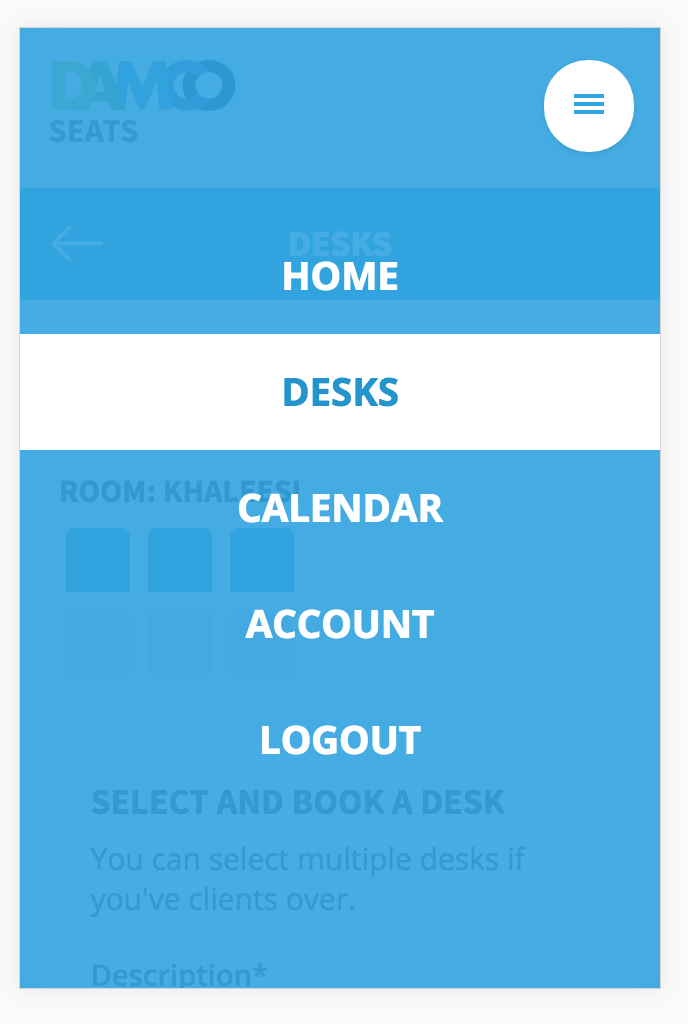 DAMCO
SEATS
DESKS
HOME
DESKS
ROOM: KHALEESI
CALENDAR
ACCOUNT
LOGOUT
SELECT AND BOOK A DESK
You can select multiple desks if
you've clients over.
Description*